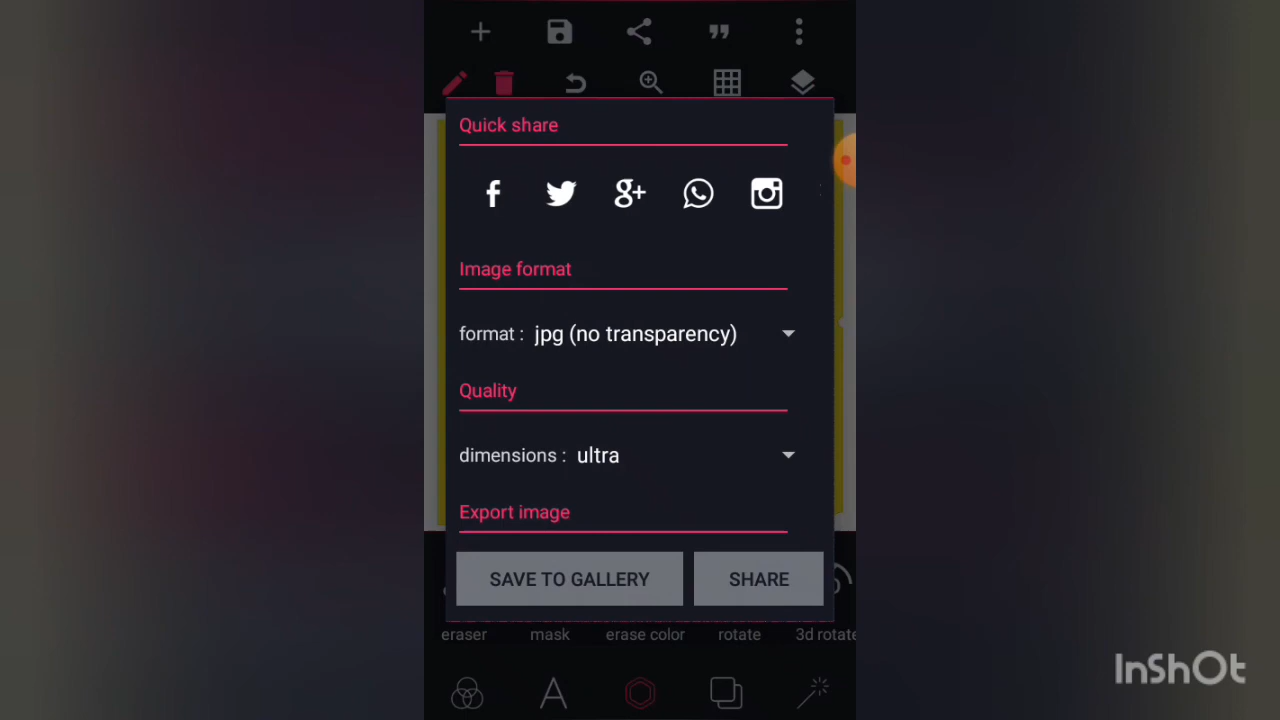 Quick share
Image format
format : jpg (no transparency)
Quality
dimensions : ultra
Export image
SAVE TO GALLERY SHARE
eraser mask erase color rotate 3d rotate
InShOt